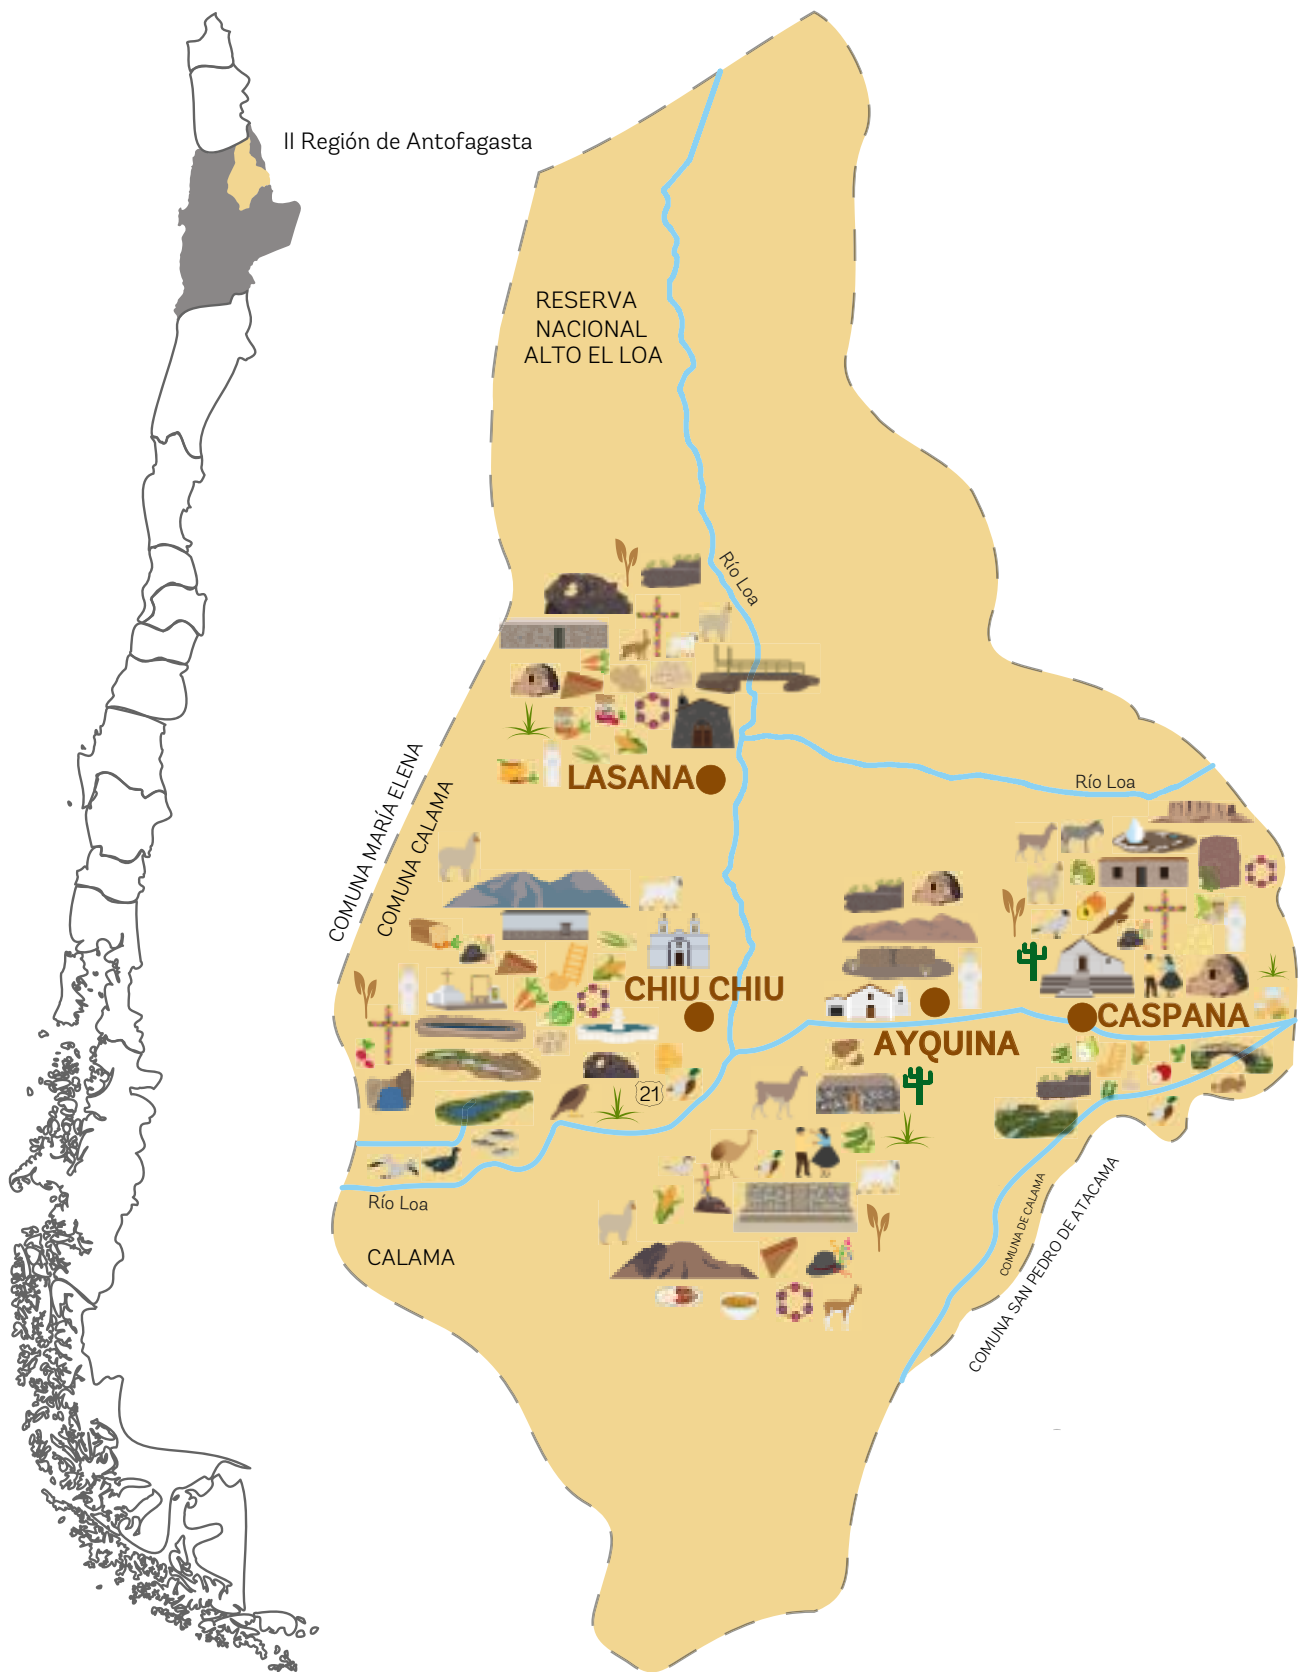 II Región de Antofagasta
RESERVA
NACIONAL
ALTO EL LOA
Río Loa
LASANA
COMUNA MARÍA ELENA
COMUNA CALAMA
Río Loa
CHIU CHIU
AYQUINA
CASPANA
21
Río Loa
CALAMA
COMUNA DE CALAMA
COMUNA SAN PEDRO DE ATACAMA